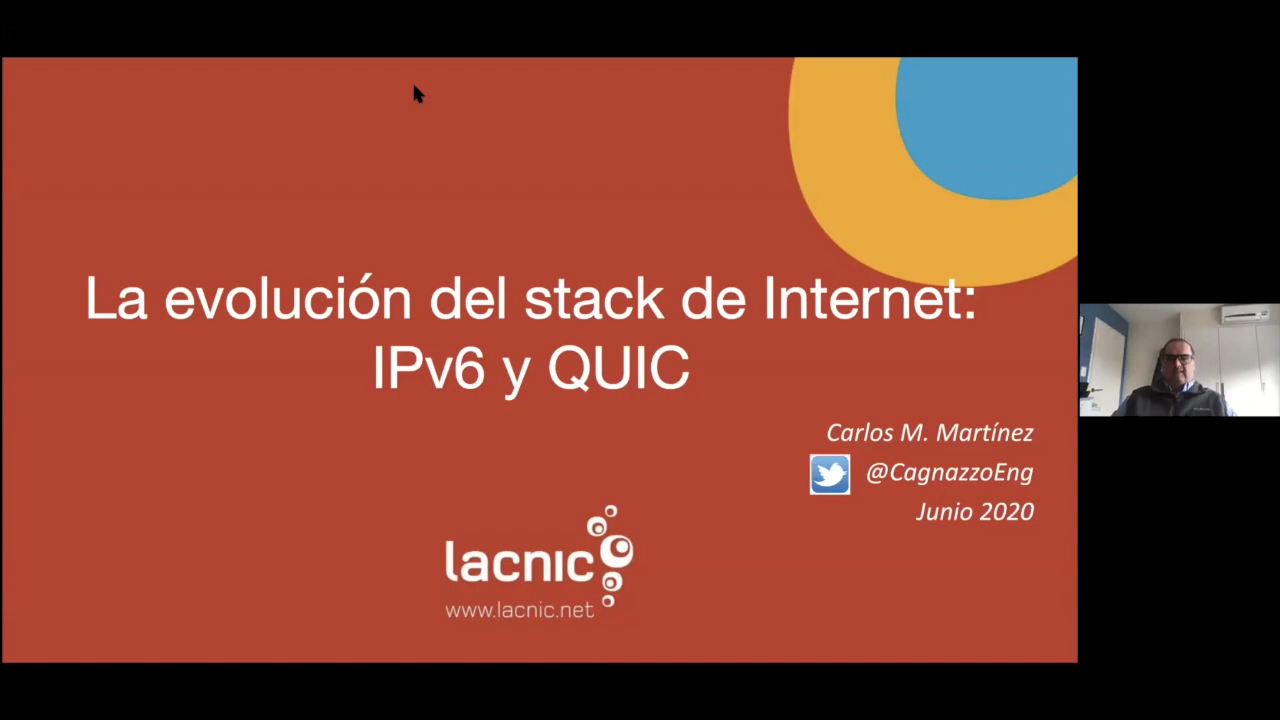 La evolución del stack de Internet:
IPv6 y QUIC
Carlos M. Martínez
@CagnazzoEng
Junio 2020
lacnic
www.lacnic.net